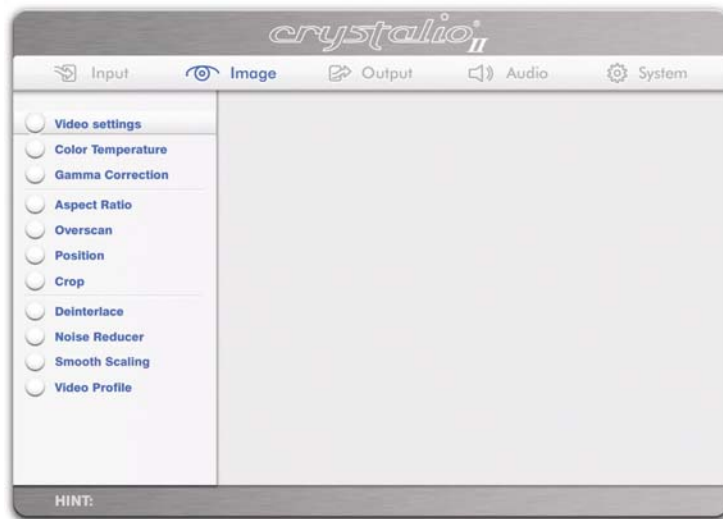 crystalio II
Input Image Output Audio System
Video settings
Color Temperature
Gamma Correction
Aspect Ratio
Overscan
Position
Crop
Deinterlace
Noise Reducer
Smooth Scaling
Video Profile
HINT: